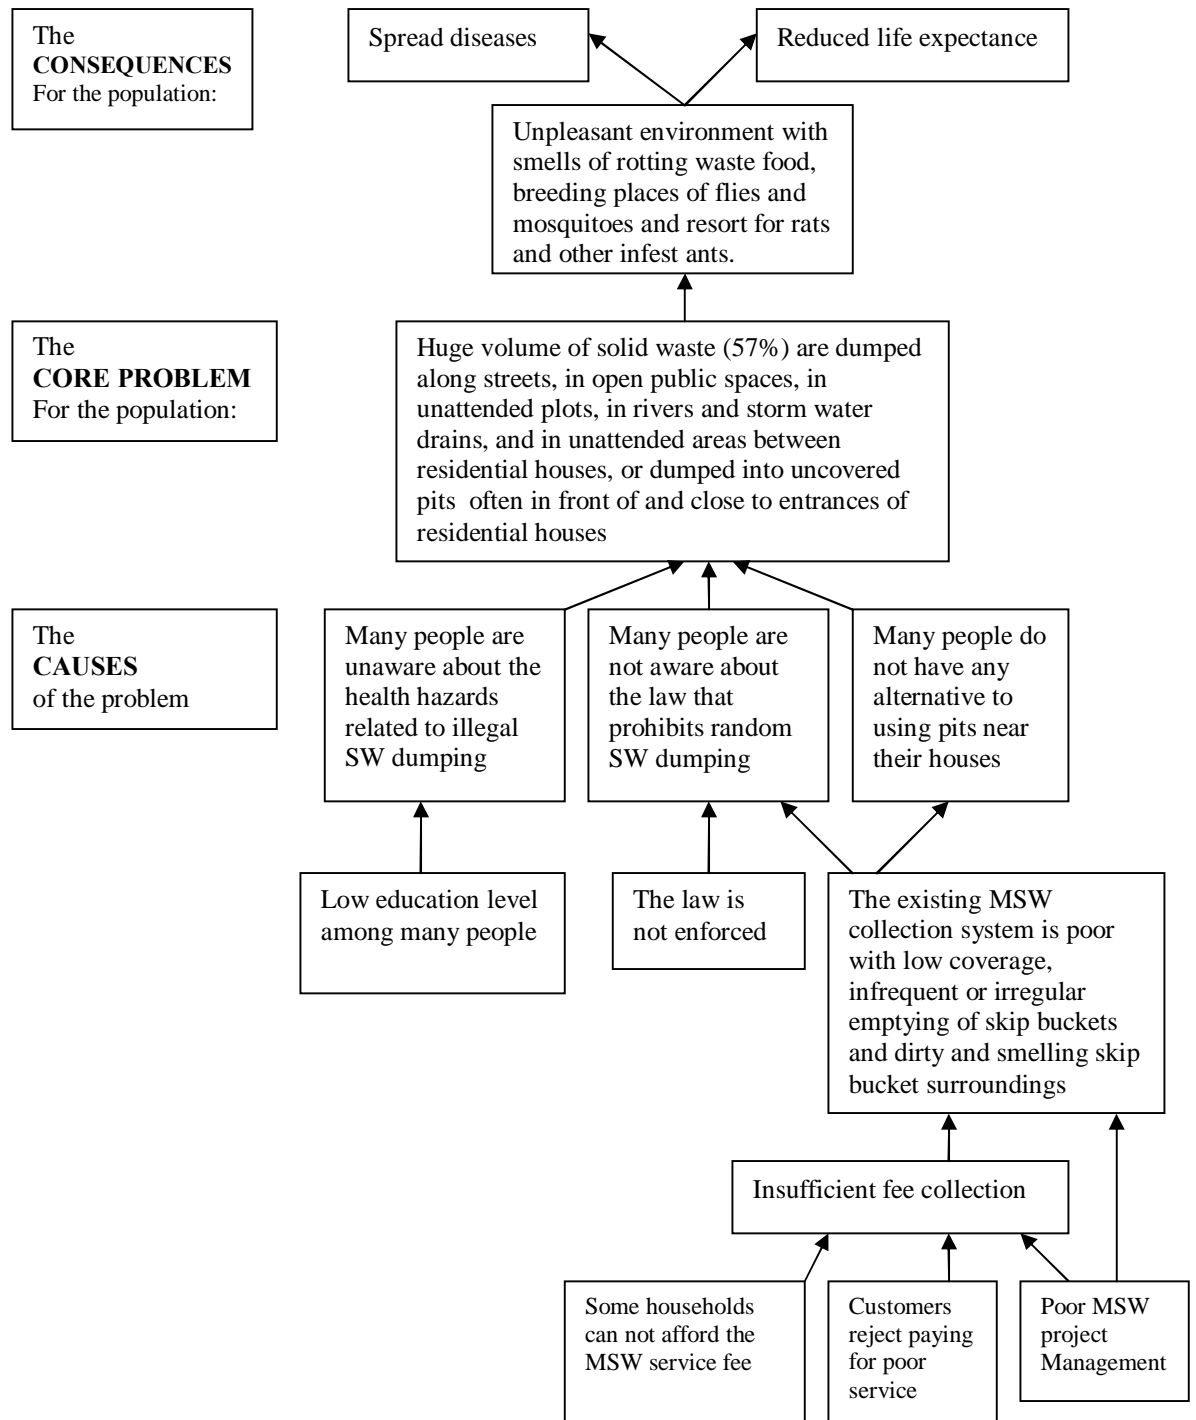 The
CONSEQUENCES
For the population:
Spread diseases
Reduced life expectance
Unpleasant environment with
smells of rotting waste food,
breeding places of flies and
mosquitoes and resort for rats
and other infest ants.
The
CORE PROBLEM
For the population:
Huge volume of solid waste (57%) are dumped
along streets, in open public spaces, in
unattended plots, in rivers and storm water
drains, and in unattended areas between
residential houses, or dumped into uncovered
pits often in front of and close to entrances of
residential houses
The
CAUSES
of the problem
Many people are
unaware about the
health hazards
related to illegal
SW dumping
Many people are
not aware about
the law that
prohibits random
SW dumping
Many people do
not have any
alternative to
using pits near
their houses
Low education level
among many people
The law is
not enforced
The existing MSW
collection system is poor
with low coverage,
infrequent or irregular
emptying of skip buckets
and dirty and smelling skip
bucket surroundings
Insufficient fee collection
Some households
can not afford the
MSW service fee
Customers
reject paying
for poor
service
Poor MSW
project
Management